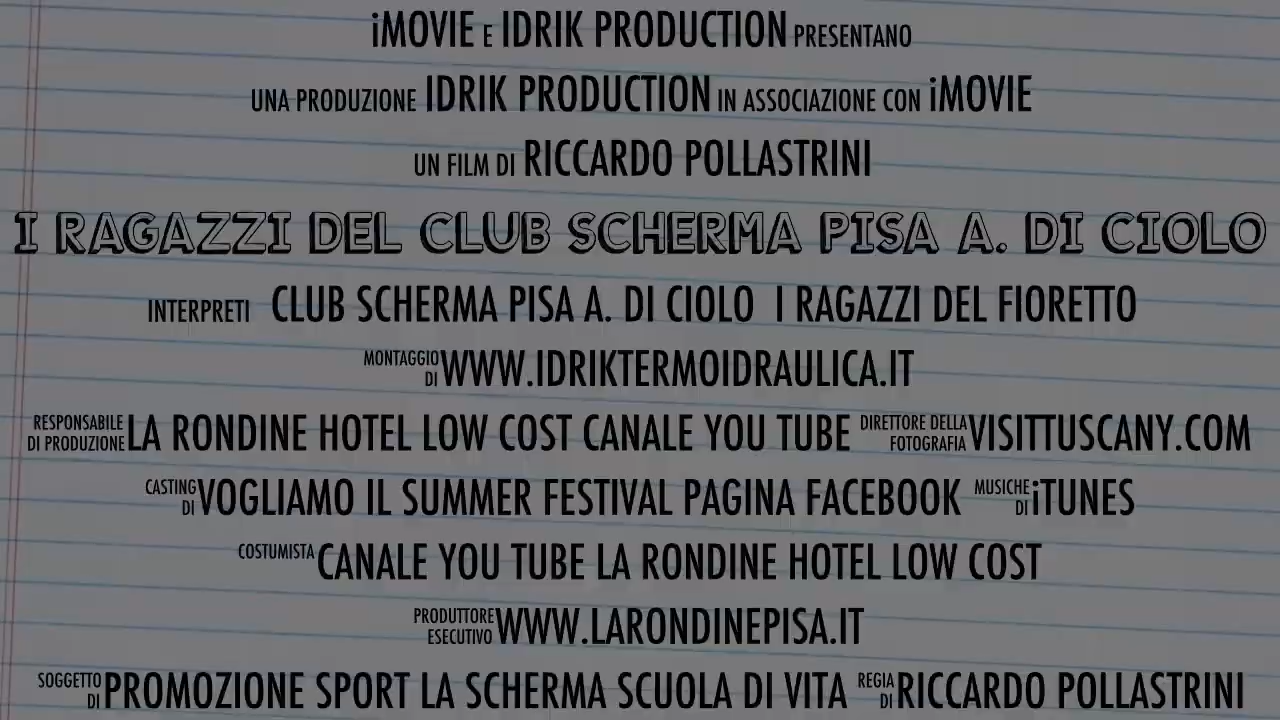 iMOVIE E IDRIK PRODUCTION PRESENTANO
UNA PRODUZIONE IDRIK PRODUCTION IN ASSOCIAZIONE CON iMOVIE
UN FILM DI RICCARDO POLLASTRINI
I RAGAZZI DEL CLUB SCHERMA PISA A. DI CIOLO
INTERPRETI CLUB SCHERMA PISA A. DI CIOLO I RAGAZZI DEL FIORETTO
MONTAGGIO DI WWW.IDRIKTERMOIDRAULICA.IT
RESPONSABILE DI PRODUZIONE LA RONDINE HOTEL LOW COST CANALE YOU TUBE DIRETTORE DELLA FOTOGRAFIA VISITTUSCANY.COM
CASTING DI VOGLIAMO IL SUMMER FESTIVAL PAGINA FACEBOOK MUSICHE DI iTUNES
COSTUMISTA CANALE YOU TUBE LA RONDINE HOTEL LOW COST
PRODUTTORE ESECUTIVO WWW.LARONDINEPISA.IT
SOGGETTO DI PROMOZIONE SPORT LA SCHERMA SCUOLA DI VITA REGIA DI RICCARDO POLLASTRINI